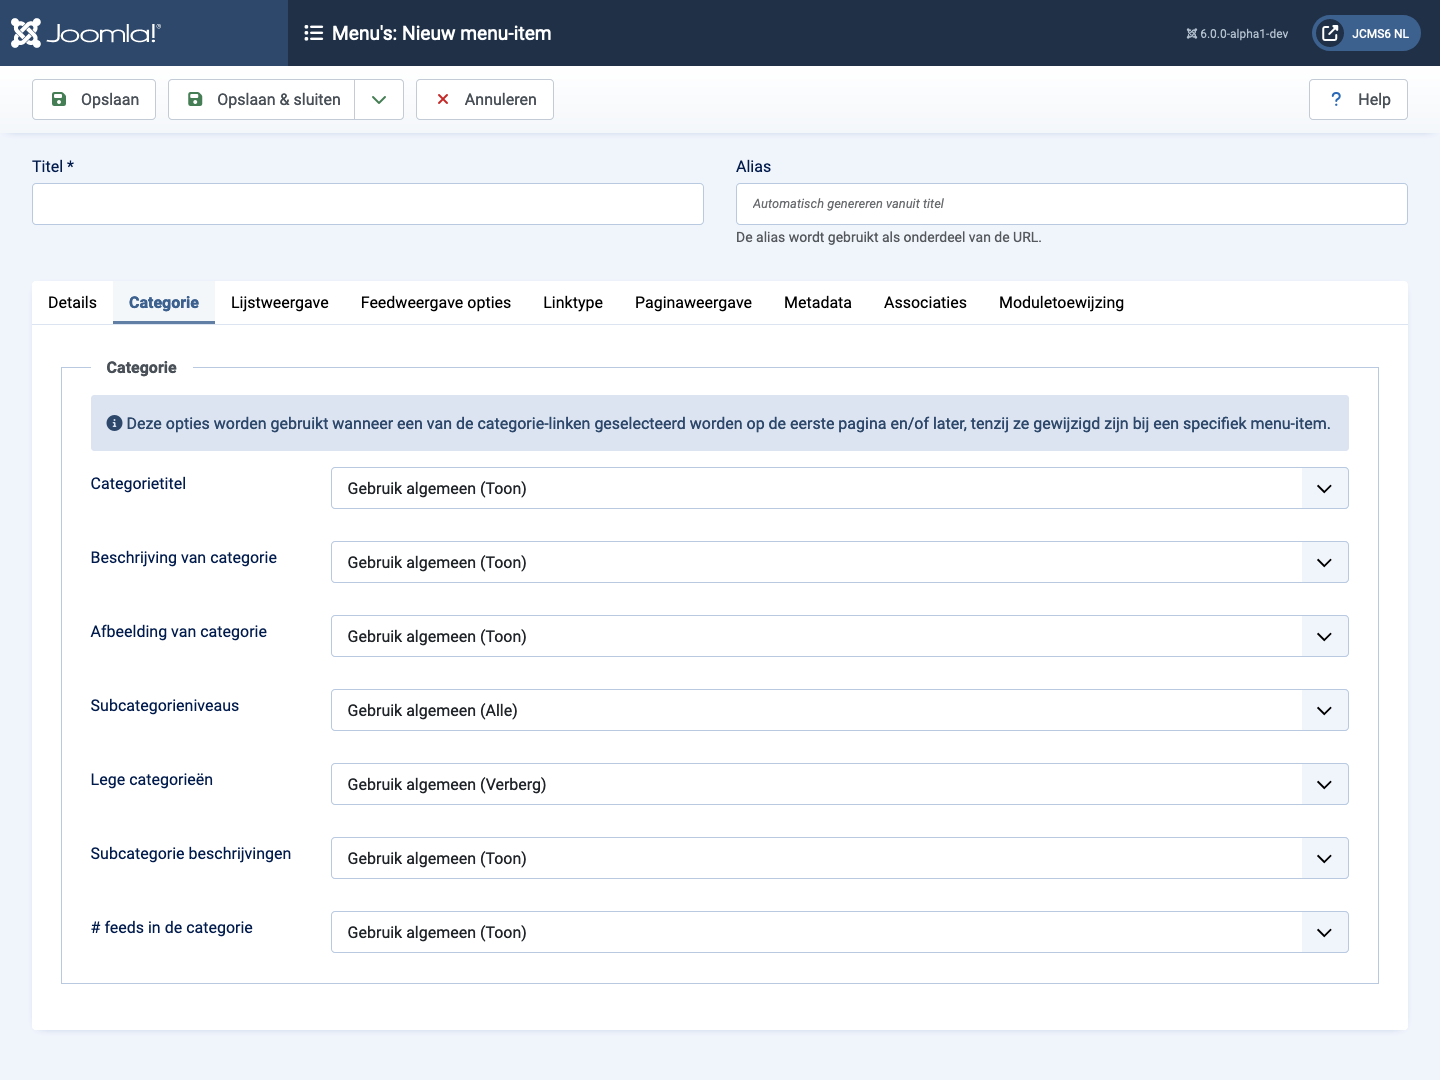 Joomla!®
Menu's: Nieuw menu-item
6.0.0-alpha1-dev
JCMS6 NL
Opslaan
Opslaan & sluiten
Annuleren
? Help
Titel *
Alias
Automatisch genereren vanuit titel
De alias wordt gebruikt als onderdeel van de URL.
Details Categorie Lijstweergave Feedweergave opties Linktype Paginaweergave Metadata Associaties Moduletoewijzing
Categorie
Deze opties worden gebruikt wanneer een van de categorie-linken geselecteerd worden op de eerste pagina en/of later, tenzij ze gewijzigd zijn bij een specifiek menu-item.
Categorietitel
Gebruik algemeen (Toon)
Beschrijving van categorie
Gebruik algemeen (Toon)
Afbeelding van categorie
Gebruik algemeen (Toon)
Subcategorieniveaus
Gebruik algemeen (Alle)
Lege categorieën
Gebruik algemeen (Verberg)
Subcategorie beschrijvingen
Gebruik algemeen (Toon)
# feeds in de categorie
Gebruik algemeen (Toon)